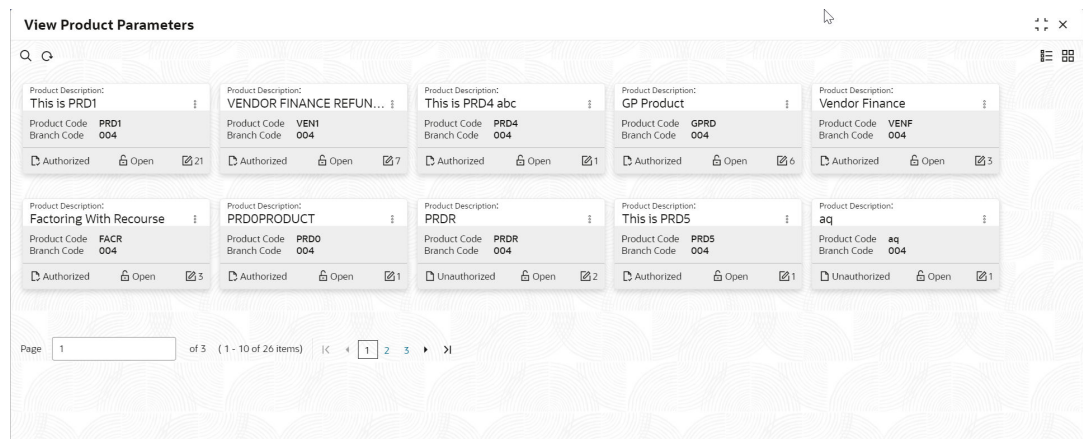 View Product Parameters
Product Description:
This is PRD1
Product Code PRD1
Branch Code 004
Authorized Open 21
Product Description:
VENDOR FINANCE REFUN...
Product Code VEN1
Branch Code 004
Authorized Open 7
Product Description:
This is PRD4 abc
Product Code PRD4
Branch Code 004
Authorized Open 1
Product Description:
GP Product
Product Code GPRD
Branch Code 004
Authorized Open 6
Product Description:
Vendor Finance
Product Code VENF
Branch Code 004
Authorized Open 3
Product Description:
Factoring With Recourse
Product Code FACR
Branch Code 004
Authorized Open 3
Product Description:
PRD0PRODUCT
Product Code PRD0
Branch Code 004
Authorized Open 1
Product Description:
PRDR
Product Code PRDR
Branch Code 004
Unauthorized Open 2
Product Description:
This is PRD5
Product Code PRD5
Branch Code 004
Authorized Open 1
Product Description:
aq
Product Code aq
Branch Code 004
Unauthorized Open 1
Page 1 of 3 ( 1 - 10 of 26 items) 1 2 3